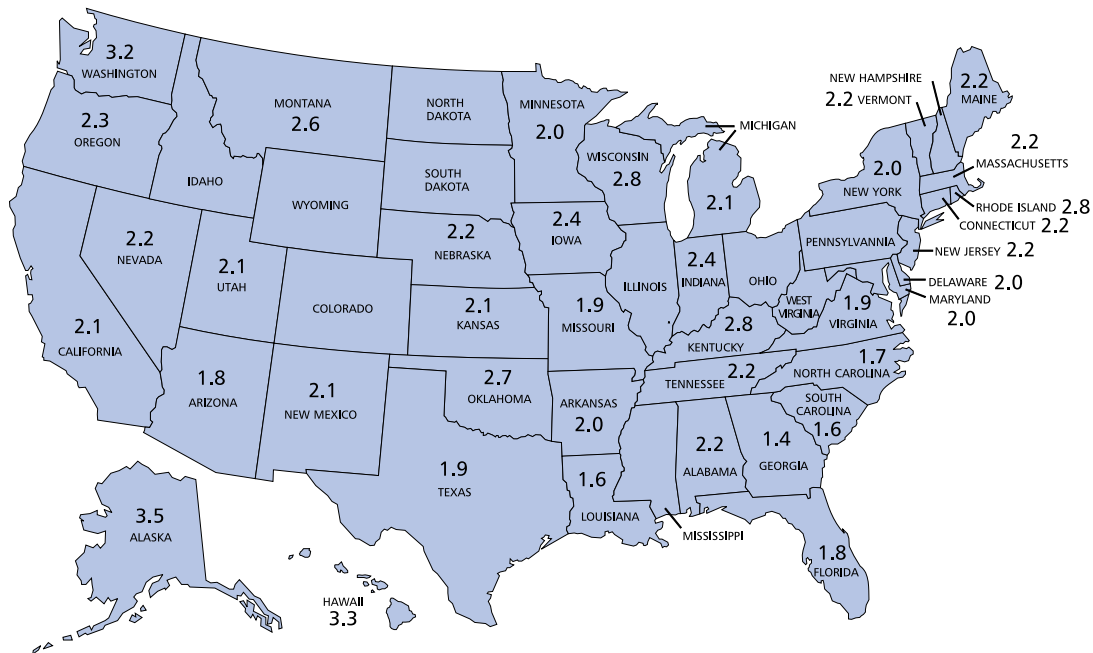 3.2
WASHINGTON
2.3
OREGON
IDAHO
MONTANA
2.6
WYOMING
NORTH
DAKOTA
SOUTH
DAKOTA
MINNESOTA
2.0
WISCONSIN
2.8
MICHIGAN
2.1
NEW HAMPSHIRE
2.2 VERMONT
2.2
MAINE
2.2
MASSACHUSETTS
2.0
NEW YORK
RHODE ISLAND 2.8
CONNECTICUT 2.2
NEW JERSEY 2.2
PENNSYLVANNIA
DELAWARE 2.0
MARYLAND
2.0
2.2
NEVADA
2.1
UTAH
2.1
CALIFORNIA
COLORADO
2.2
NEBRASKA
2.4
IOWA
2.1
KANSAS
1.9
MISSOURI
ILLINOIS
2.4
INDIANA
OHIO
WEST
VIRGINIA
1.9
VIRGINIA
2.8
KENTUCKY
2.2
TENNESSEE
1.7
NORTH CAROLINA
SOUTH
CAROLINA
1.6
1.8
ARIZONA
2.1
NEW MEXICO
2.7
OKLAHOMA
ARKANSAS
2.0
1.9
TEXAS
1.6
LOUISIANA
MISSISSIPPI
2.2
ALABAMA
1.4
GEORGIA
1.8
FLORIDA
3.5
ALASKA
HAWAII
3.3